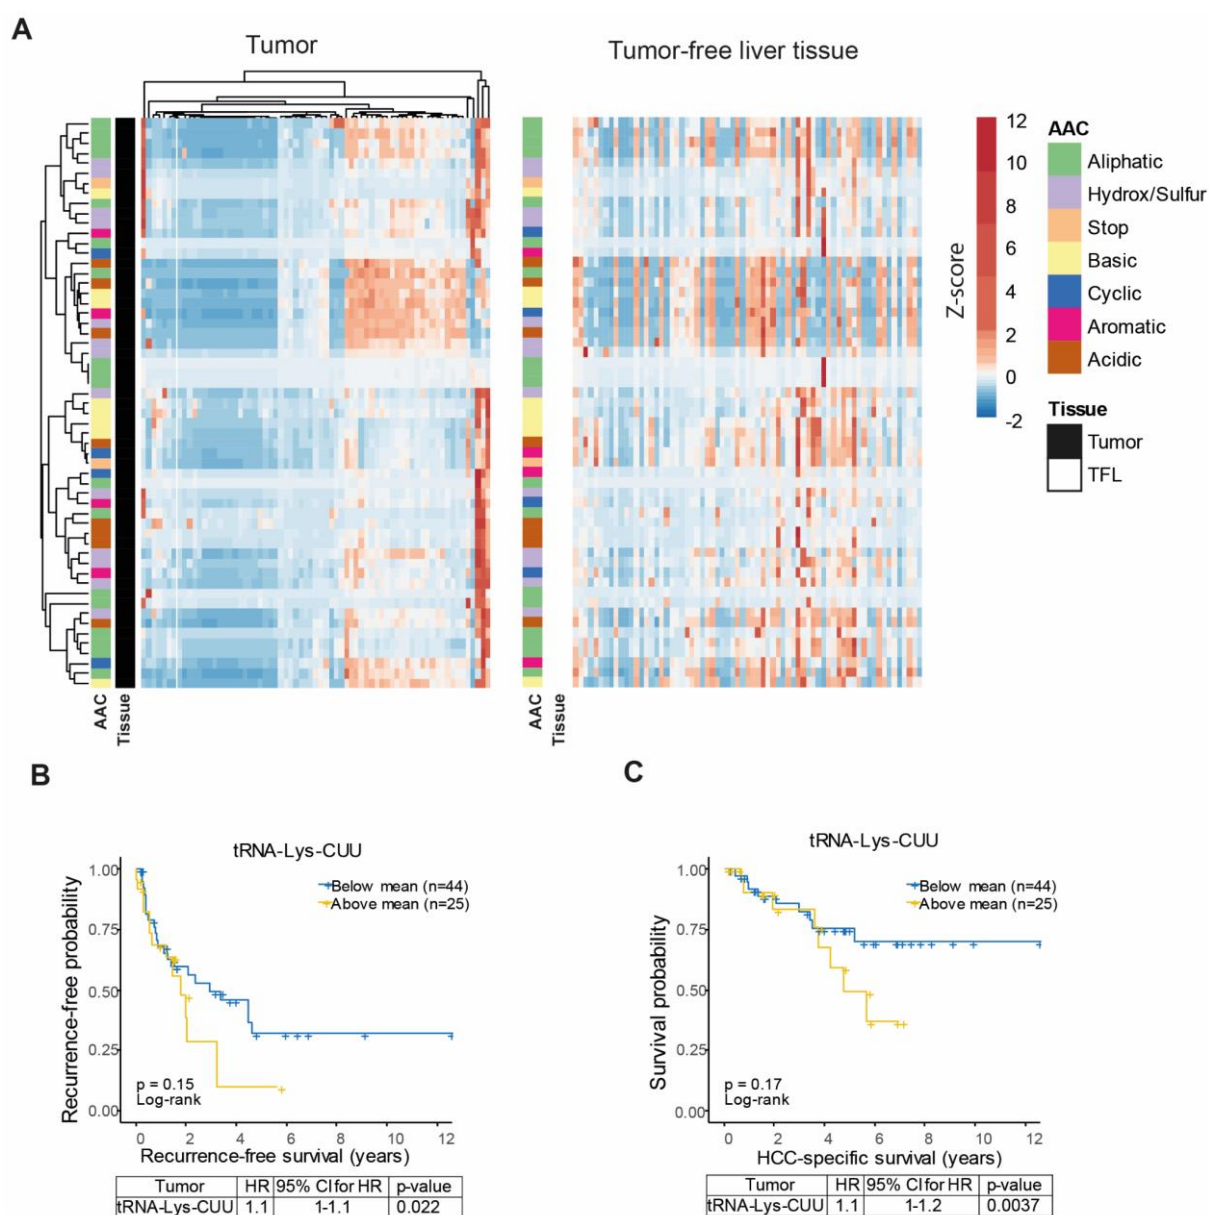 A
Tumor
Tumor-free liver tissue
12
10
8
6
4
2
0
-2
Z-score
AAC
Aliphatic
Hydrox/Sulfur
Stop
Basic
Cyclic
Aromatic
Acidic
Tissue
Tumor
TFL
AAC
Tissue
AAC
Tissue
B
tRNA-Lys-CUU
Below mean (n=44)
Above mean (n=25)
Recurrence-free probability
1.00
0.75
0.50
0.25
0.00
p = 0.15
Log-rank
0 2 4 6 8 10 12
Recurrence-free survival (years)
Tumor HR 95% CI for HR p-value
tRNA-Lys-CUU 1.1 1-1.1 0.022
C
tRNA-Lys-CUU
Below mean (n=44)
Above mean (n=25)
Survival probability
1.00
0.75
0.50
0.25
0.00
p = 0.17
Log-rank
0 2 4 6 8 10 12
HCC-specific survival (years)
Tumor HR 95% CI for HR p-value
tRNA-Lys-CUU 1.1 1-1.2 0.0037